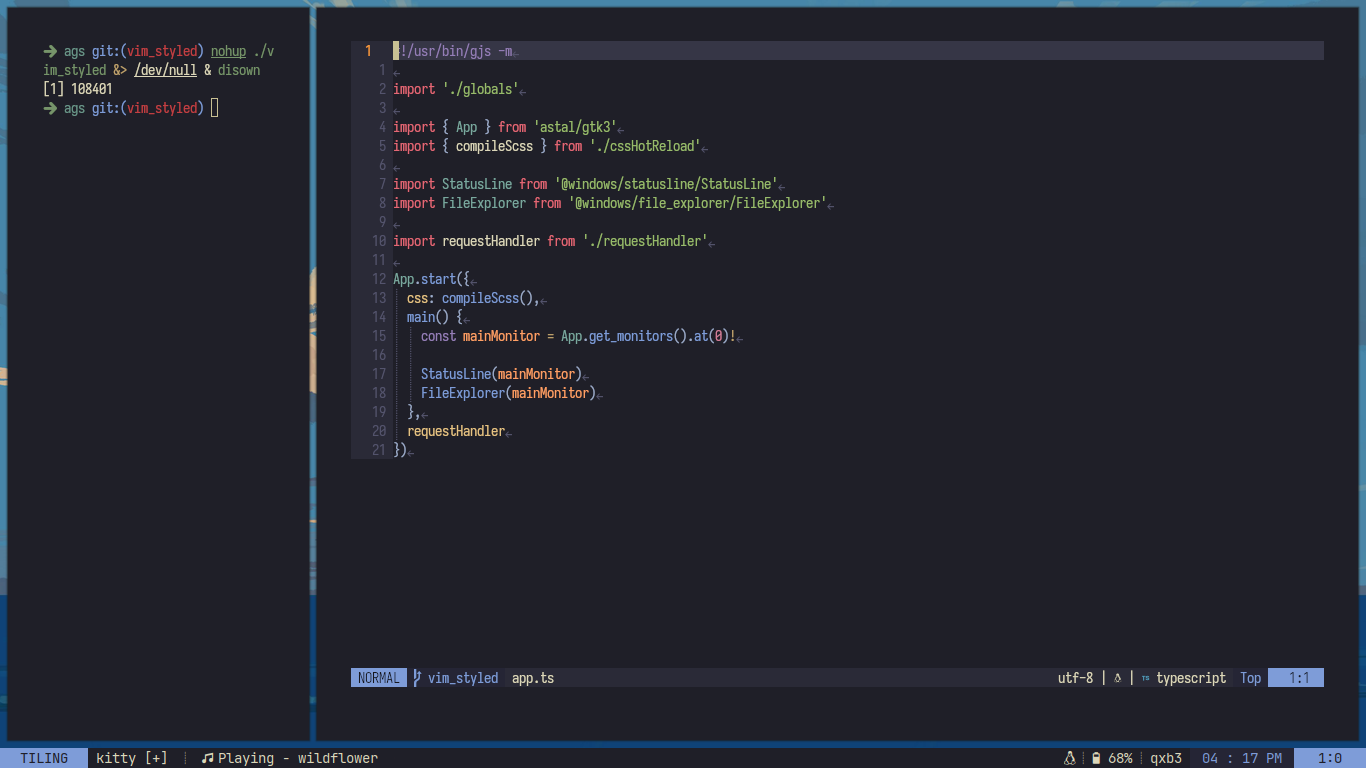 ➜ ags git:(vim_styled) nohup ./v
im_styled &> /dev/null & disown
[1] 108401
➜ ags git:(vim_styled)
1 #!/usr/bin/gjs -m
1
2 import './globals'
3
4 import { App } from 'astal/gtk3'
5 import { compileScss } from './cssHotReload'
6
7 import StatusLine from '@windows/statusline/StatusLine'
8 import FileExplorer from '@windows/file_explorer/FileExplorer'
9
10 import requestHandler from './requestHandler'
11
12 App.start({
13 css: compileScss(),
14 main() {
15 const mainMonitor = App.get_monitors().at(0)!
16
17 StatusLine(mainMonitor)
18 FileExplorer(mainMonitor)
19 },
20 requestHandler
21 })
NORMAL vim_styled app.ts utf-8 | | TS typescript Top 1:1
TILING kitty [+] Playing - wildflower 68% qxb3 04 : 17 PM 1:0